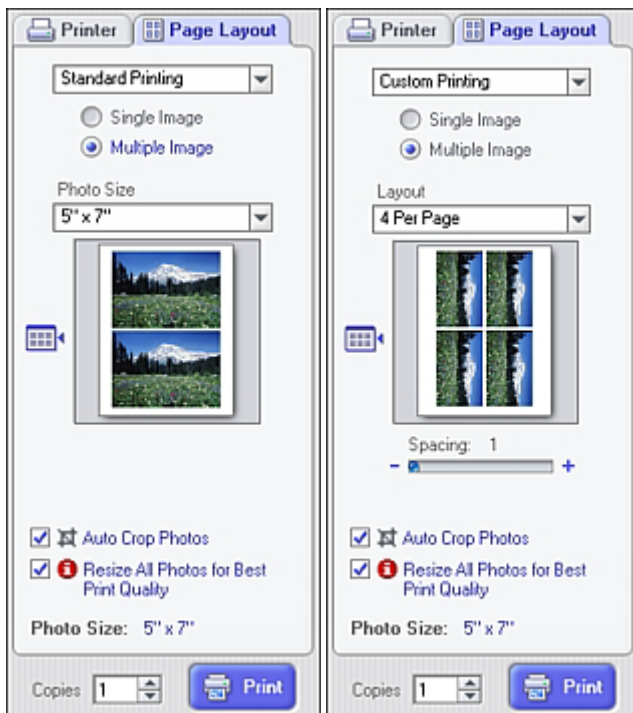 Printer Page Layout
Standard Printing
Single Image
Multiple Image
Photo Size
5" x 7"
Auto Crop Photos
Resize All Photos for Best
Print Quality
Photo Size: 5" x 7"
Copies 1 Print
Printer Page Layout
Custom Printing
Single Image
Multiple Image
Layout
4 Per Page
Spacing: 1
- +
Auto Crop Photos
Resize All Photos for Best
Print Quality
Photo Size: 5" x 7"
Copies 1 Print